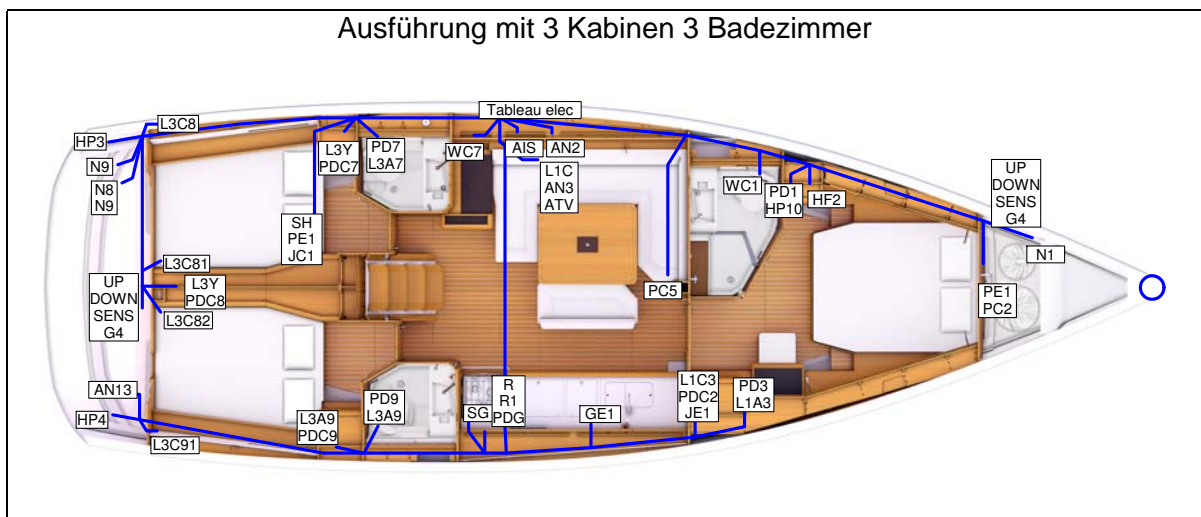 Ausführung mit 3 Kabinen 3 Badezimmer
Tableau elec
L3C8
HP3
N9
N8
N9
L3Y
PDC7
PD7
L3A7
WC7
AIS
AN2
L1C
AN3
ATV
WC1
PD1
HP10
HF2
UP
DOWN
SENS
G4
N1
SH
PE1
JC1
L3C81
UP
DOWN
SENS
G4
L3Y
PDC8
L3C82
PC5
PE1
PC2
AN13
HP4
L3C91
L3A9
PDC9
PD9
L3A9
SG
R
R1
PDG
GE1
L1C3
PDC2
JE1
PD3
L1A3